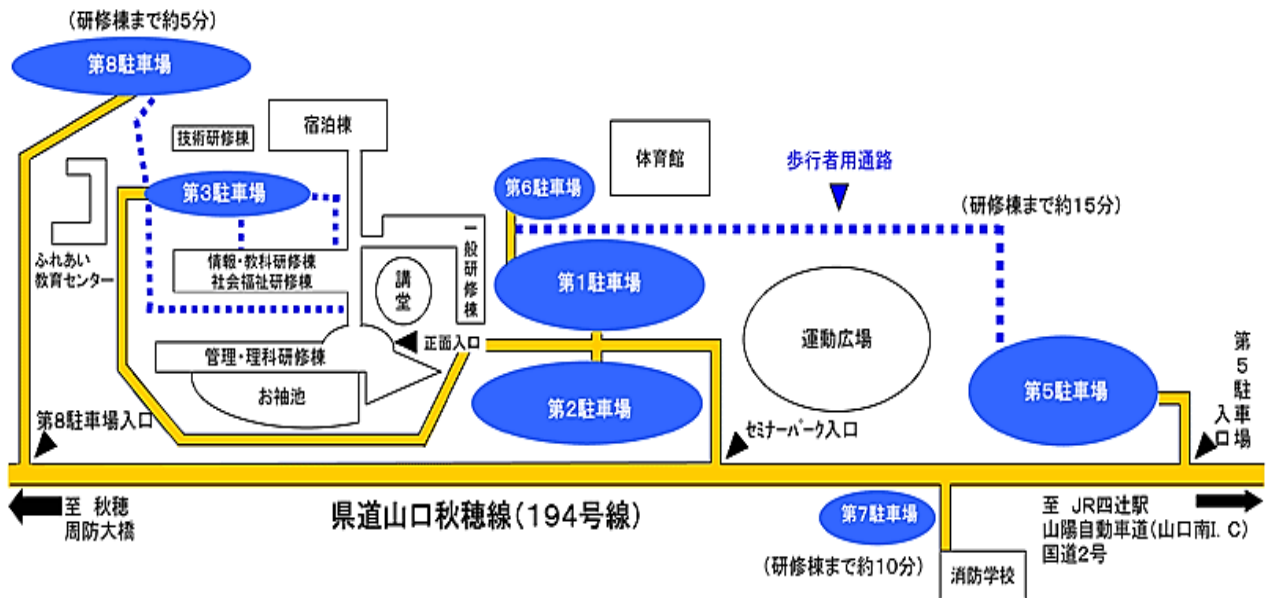 (研修棟まで約5分)
第8駐車場
技術研修棟
宿泊棟
体育館
歩行者用通路
第3駐車場
第6駐車場
(研修棟まで約15分)
ふれあい
教育センター
情報・教科研修棟
社会福祉研修棟
講堂
一般研修棟
第1駐車場
運動広場
正面入口
管理・理科研修棟
お袖池
第2駐車場
第5駐車場
第5駐車場
入口
第8駐車場入口
セミナーパーク入口
至 秋穂
周防大橋
県道山口秋穂線(194号線)
第7駐車場
(研修棟まで約10分)
消防学校
至 JR四辻駅
山陽自動車道(山口南I.C)
国道2号